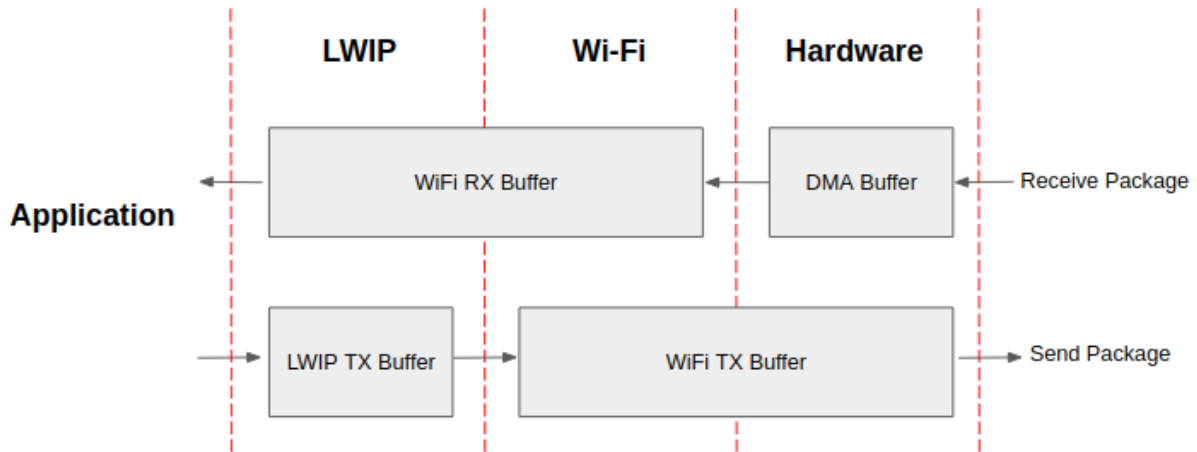 LWIP
Wi-Fi
Hardware
WiFi RX Buffer
DMA Buffer
Receive Package
Application
LWIP TX Buffer
WiFi TX Buffer
Send Package